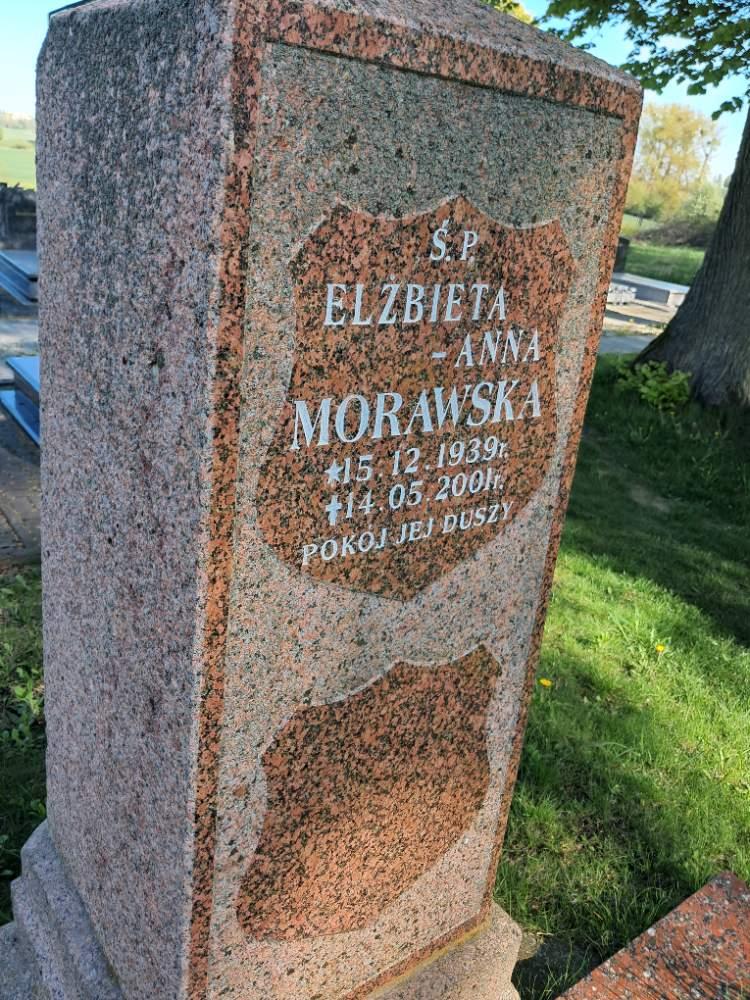 Ś.P.
ELŻBIETA
- ANNA
MORAWSKA
★15.12.1939r.
✝14.05.2001r.
POKÓJ JEJ DUSZY